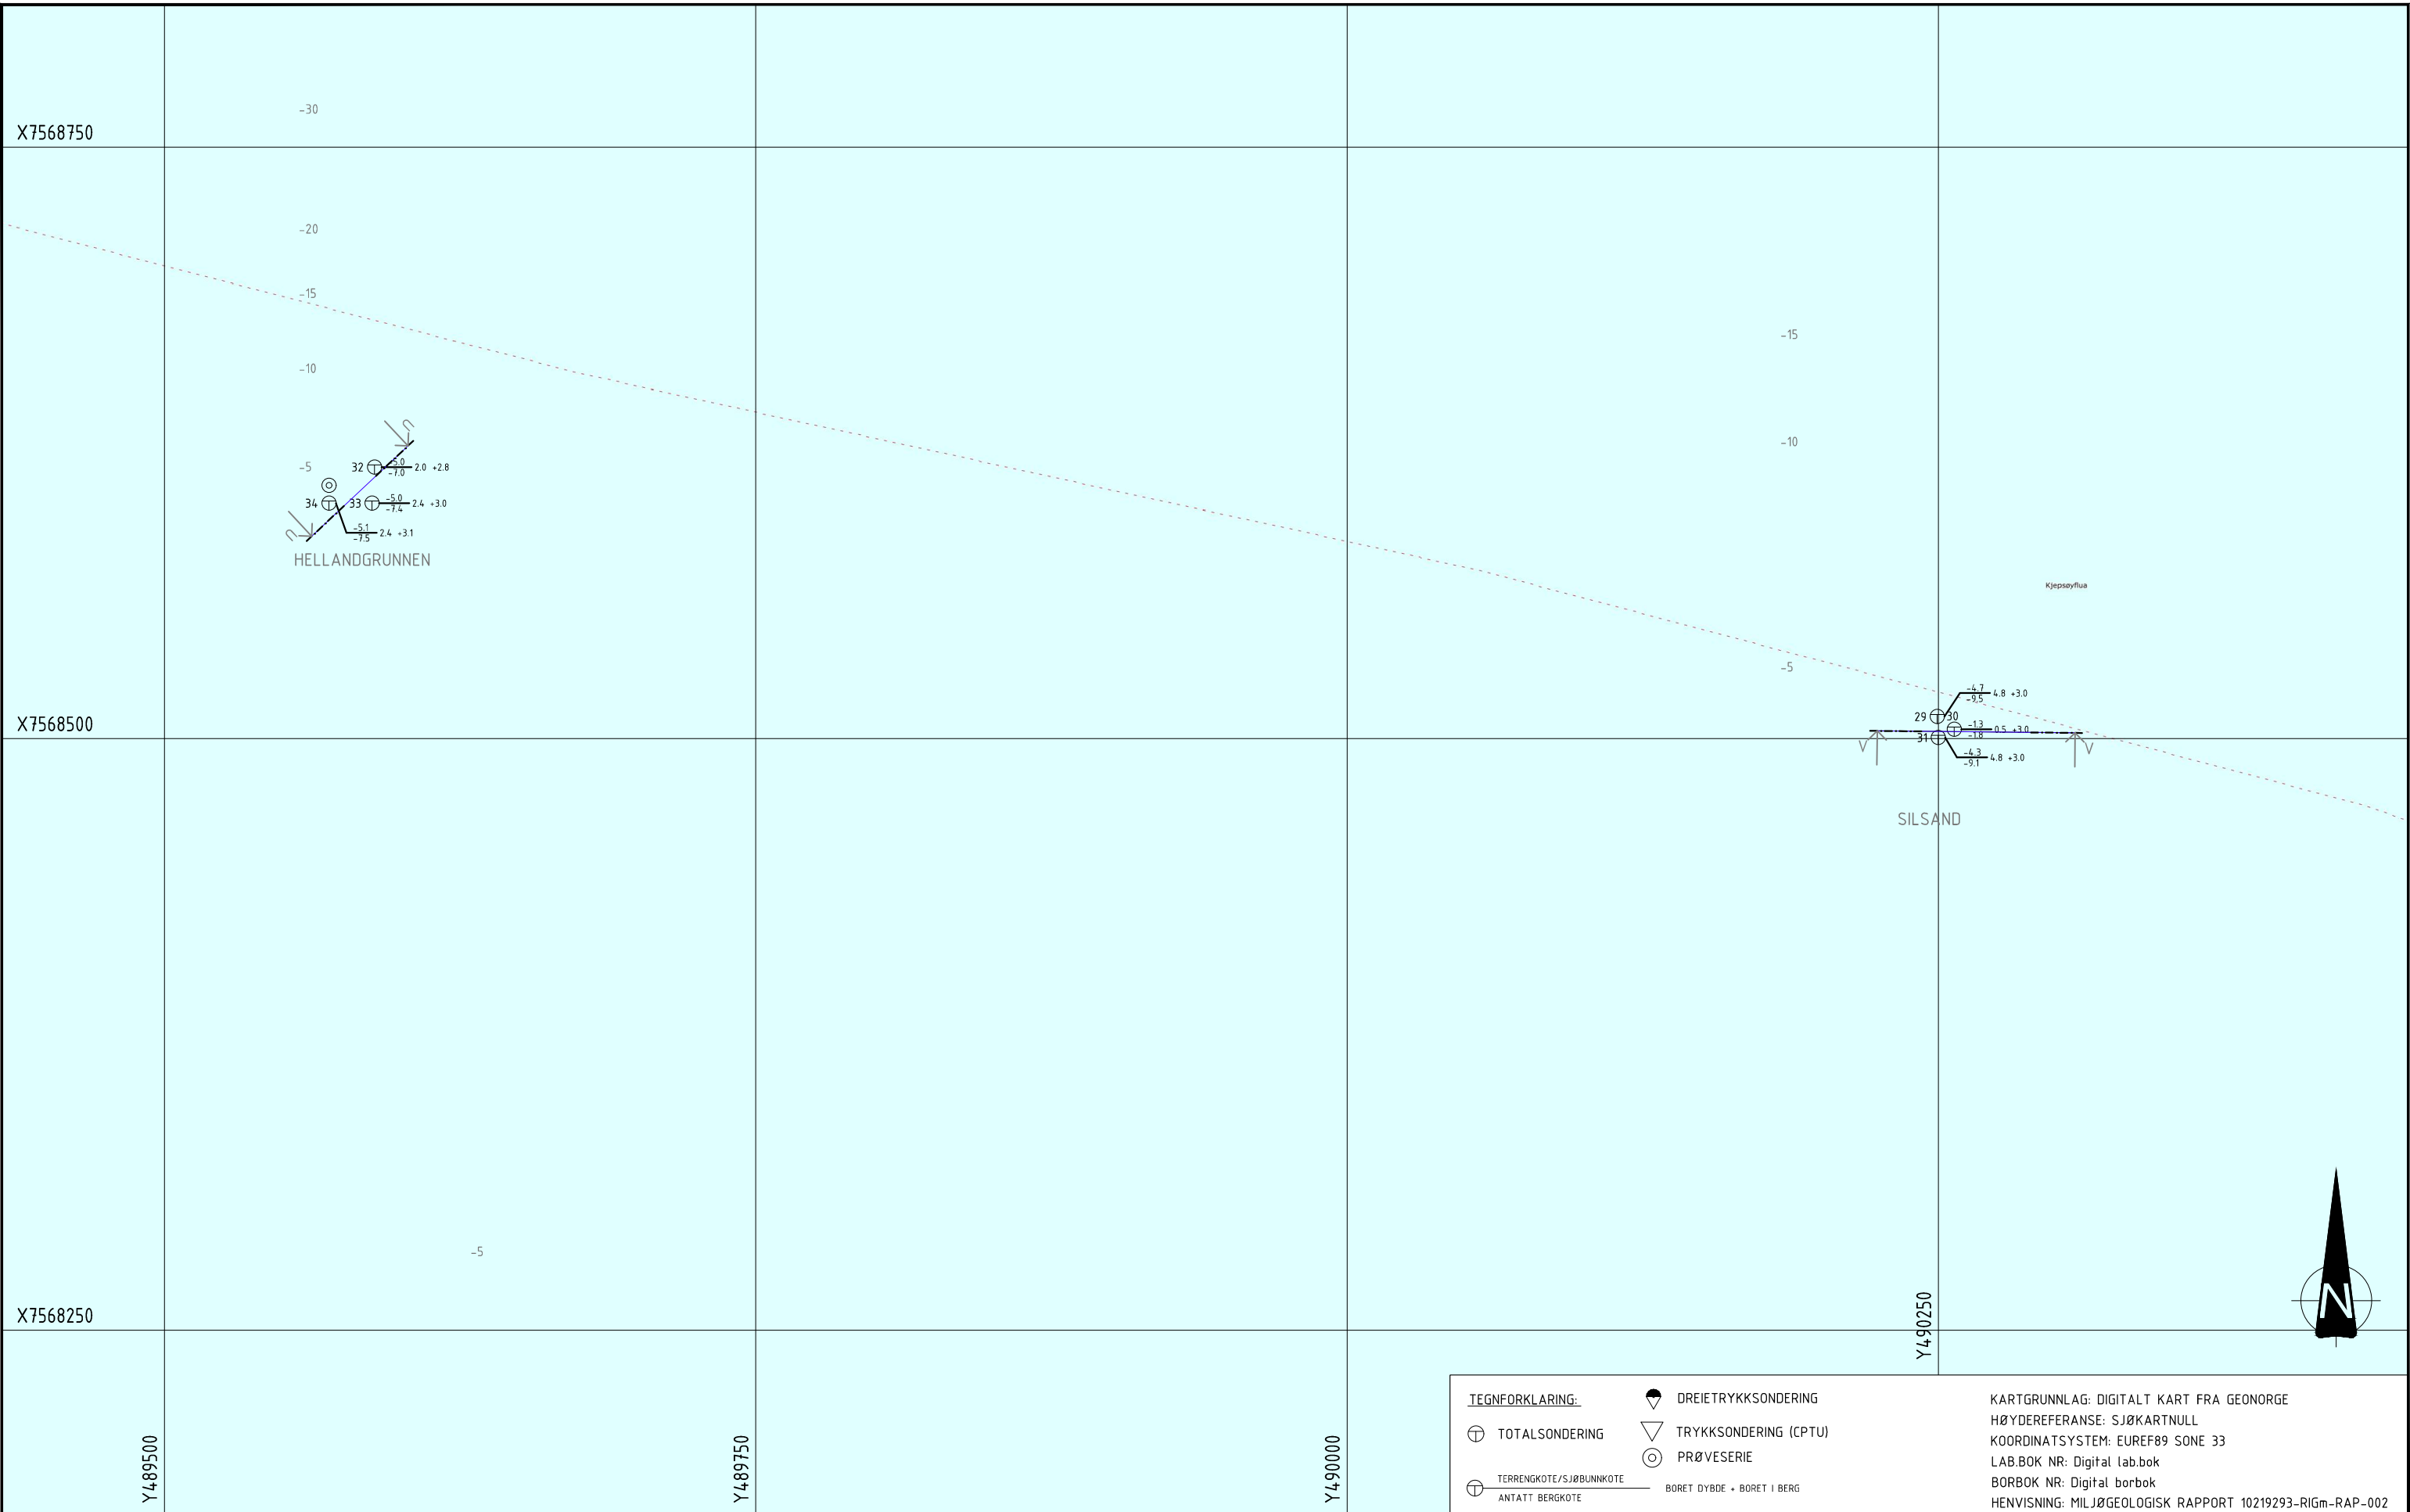 -30
X7568750
-20
-15
-10
-15
-10
n
-5
32
-5.0
-7.0
2.0 +2.8
34
33
-5.0
-7.4
2.4 +3.0
n
-5.1
-7.5
2.4 +3.1
HELLANDGRUNNEN
Kjepsøyflua
-5
X7568500
-4.7
-9.5
4.8 +3.0
29
30
-1.3
-1.8
0.5 +3.0
31
V
V
-4.3
-9.1
4.8 +3.0
SILSAND
-5
X7568250
N
Y489500
Y489750
Y490000
Y490250
TEGNFORKLARING:
TOTALSONDERING
DREIETRYKKSONDERING
TRYKKSONDERING (CPTU)
PRØVESERIE
TERRENGKOTE/SJØBUNNKOTE
ANTATT BERGKOTE
BORET DYBDE + BORET I BERG
KARTGRUNNLAG: DIGITALT KART FRA GEONORGE
HØYDEREFERANSE: SJØKARTNULL
KOORDINATSYSTEM: EUREF89 SONE 33
LAB.BOK NR: Digital lab.bok
BORBOK NR: Digital borbok
HENVISNING: MILJØGEOLOGISK RAPPORT 10219293-RIGm-RAP-002